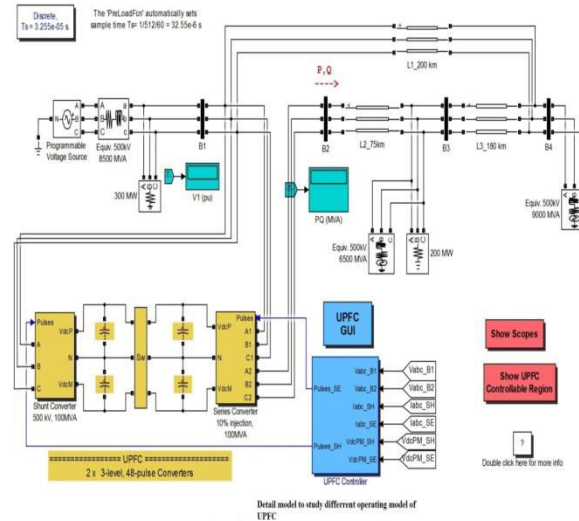 Discrete,
Ts = 3.255e-05 s
The 'PreLoadFcn' automatically sets
sample time Ts= 1/512/60 = 32.55e-6 s
L1_200 km
P,Q
A
B
C
A
B
C
a
b
c
N
Programmable
Voltage Source
Equiv. 500kV
8500 MVA
B1
B2
L2_75km
B3
L3_180 km
B4
A B C
300 MW
V1 (pu)
PQ (MVA)
A B C
Equiv. 500kV
6500 MVA
A B C
200 MW
A B C
Equiv. 500kV
9000 MVA
Pulses
A
B
C
VdcP
N
VdcM
Shunt Converter
500 kV, 100MVA
Sw
Pulses
VdcP
N
VdcM
A1
B1
C1
A2
B2
C2
Series Converter
10% injection,
100MVA
UPFC
GUI
Pulses_SE
Pulses_SH
Vabc_B1
Vabc_B2
Iabc_SH
Iabc_SE
VdcPM_SH
VdcPM_SE
UPFC Controller
Vabc_B1
Vabc_B2
Iabc_SH
Iabc_SE
VdcPM_SH
VdcPM_SE
Show Scopes
Show UPFC
Controllable Region
?
Double click here for more info
================= UPFC =================
2 x 3-level, 48-pulse Converters
Detail model to study differrent operating model of
UPFC